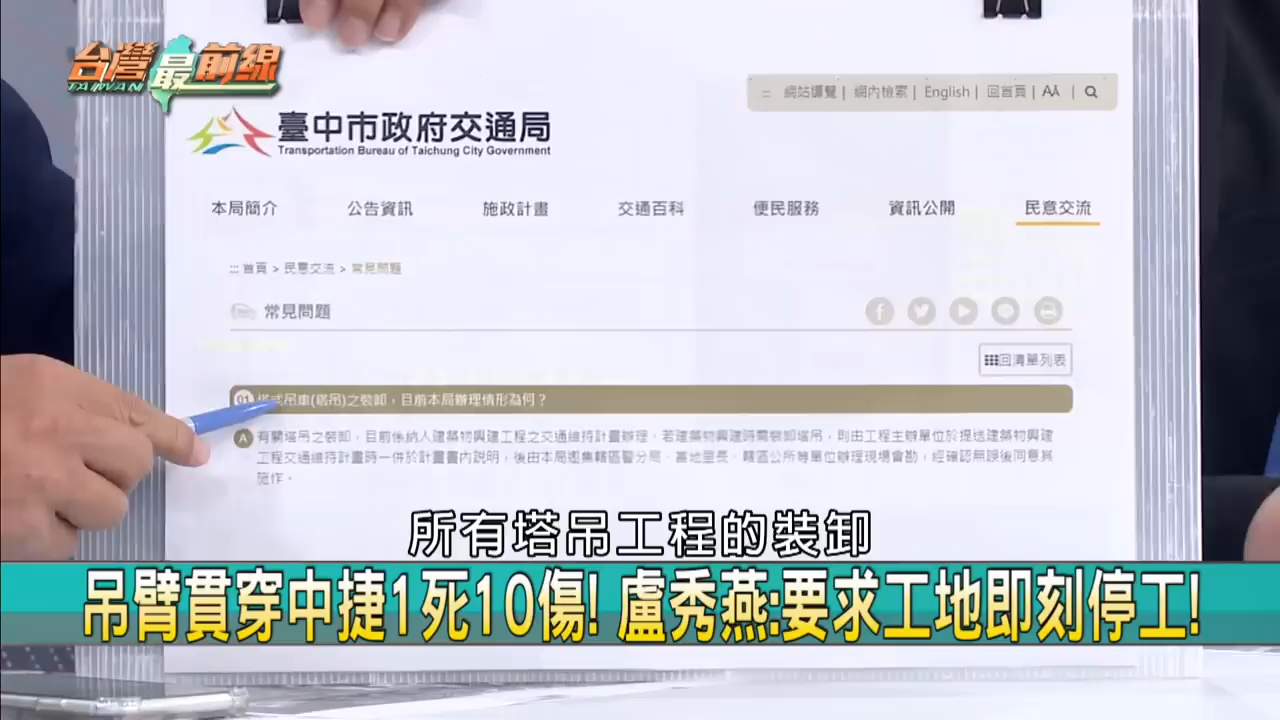 台灣最前線
TAIWAN
網站導覽 | 網內檢索 | English | 回首頁 | AA |
臺中市政府交通局
Transportation Bureau of Taichung City Government
本局簡介 公告資訊 施政計畫 交通百科 便民服務 資訊公開 民意交流
::: 首頁 > 民意交流 > 常見問題
常見問題
回清單列表
01 塔式吊車(塔吊)之裝卸，目前本局辦理情形為何？
A 有關塔吊之裝卸，目前係納入建築物興建工程之交通維持計畫辦理，若建築物興建時需裝卸塔吊，則由工程主辦單位於提送建築物興建
工程交通維持計畫時一併於計畫書內說明，後由本局邀集轄區警分局、當地里長、轄區公所等單位辦理現場會勘，經確認無誤後同意其
施作。
所有塔吊工程的裝卸
吊臂貫穿中捷1死10傷! 盧秀燕:要求工地即刻停工!